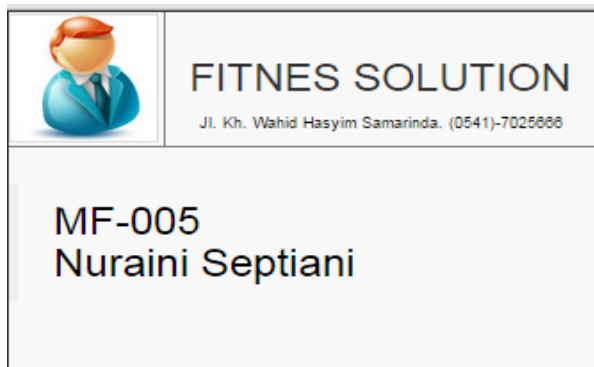 FITNES SOLUTION
Jl. Kh. Wahid Hasyim Samarinda. (0541)-7025666
MF-005
Nuraini Septiani